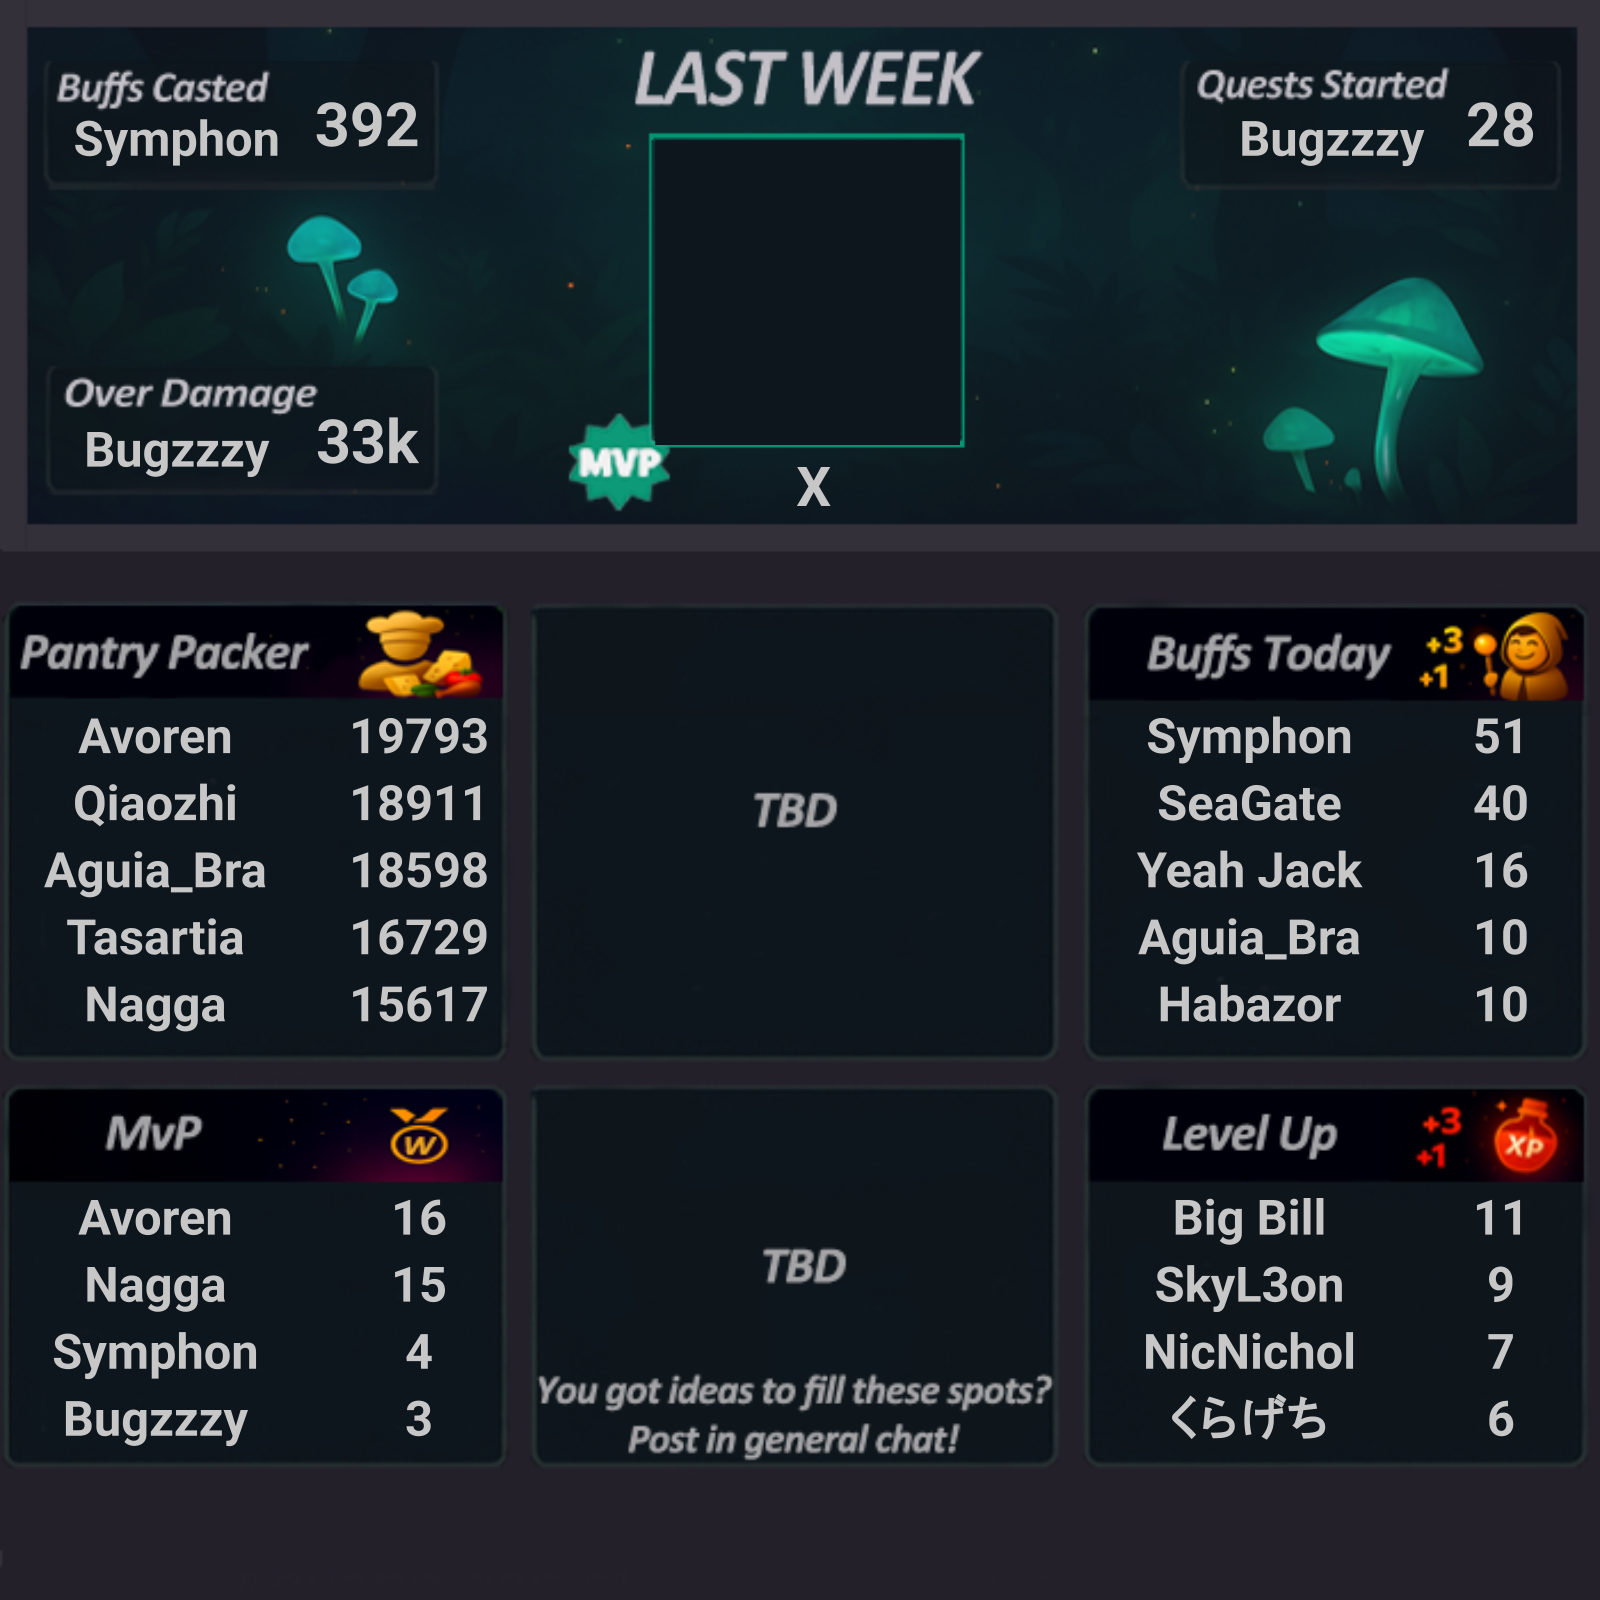 LAST WEEK
Buffs Casted
Symphon 392
Quests Started
Bugzzzy 28
Over Damage
Bugzzzy 33k
MVP
X
Pantry Packer
Avoren 19793
Qiaozhi 18911
Aguia_Bra 18598
Tasartia 16729
Nagga 15617
TBD
Buffs Today +3 +1
Symphon 51
SeaGate 40
Yeah Jack 16
Aguia_Bra 10
Habazor 10
MvP W
Avoren 16
Nagga 15
Symphon 4
Bugzzzy 3
TBD
You got ideas to fill these spots?
Post in general chat!
Level Up +3 +1 XP
Big Bill 11
SkyL3on 9
NicNichol 7
くらげち 6